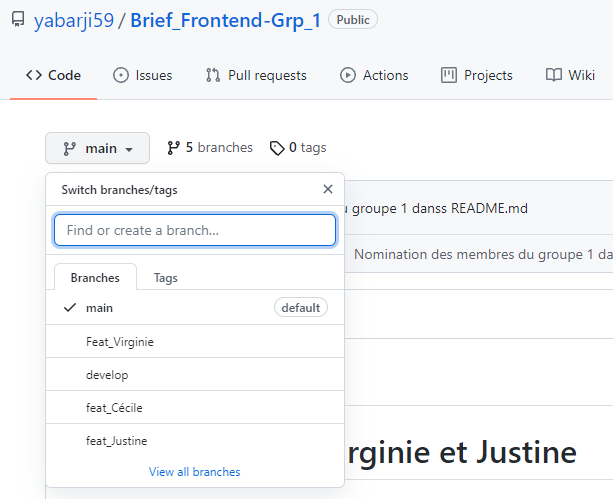 yabarji59 / Brief_Frontend-Grp_1 Public
Code Issues Pull requests Actions Projects Wiki
main 5 branches 0 tags
Switch branches/tags
groupe 1 danss README.md
Find or create a branch...
Nomination des membres du groupe 1 da
Branches Tags
main default
Feat_Virginie
develop
feat_Cécile
feat_Justine
rginie et Justine
View all branches